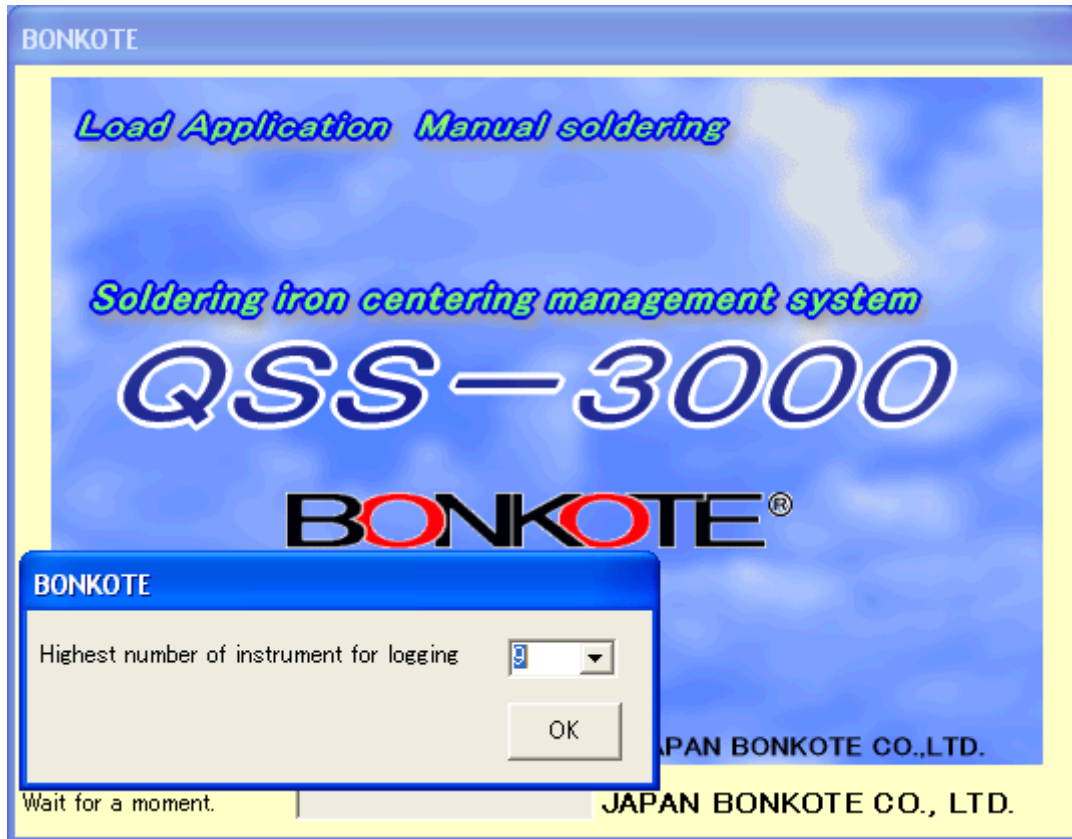 BONKOTE
Load Application Manual soldering
Soldering iron centering management system
QSS-3000
BONKOTE®
BONKOTE
Highest number of instrument for logging
9
OK
APAN BONKOTE CO.,LTD.
Wait for a moment.
JAPAN BONKOTE CO., LTD.